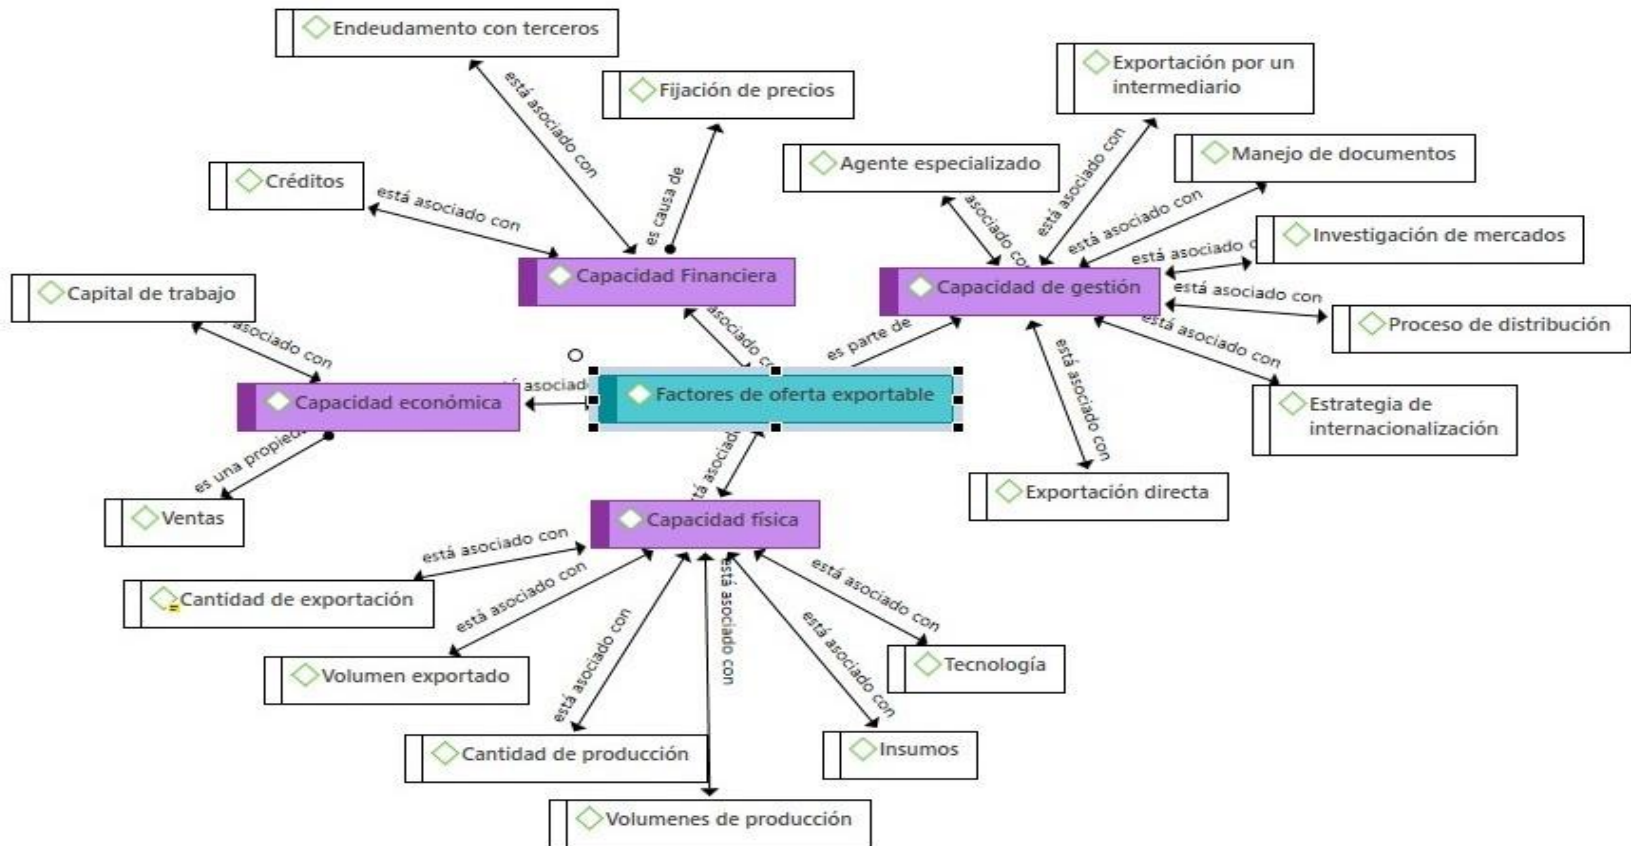 Endeudamento con terceros
Exportación por un
intermediario
está asociado con
Fijación de precios
está asociado con
Manejo de documentos
Agente especializado
Créditos
está asociado con
es causa de
asociado con
está asociado con
Investigación de mercados
está asociado
Capacidad Financiera
Capacidad de gestión
está asociado con
Capital de trabajo
asociado con
asociado
es parte de
está asociado con
Proceso de distribución
está asociado con
asociado
Factores de oferta exportable
Capacidad económica
Estrategia de
internacionalización
es una
asociado
Exportación directa
Ventas
Capacidad física
está asociado con
está asociado con
está asociado con
está asociado con
está asociado con
está asociado con
Cantidad de exportación
Tecnología
Volumen exportado
Cantidad de producción
Insumos
Volumenes de producción